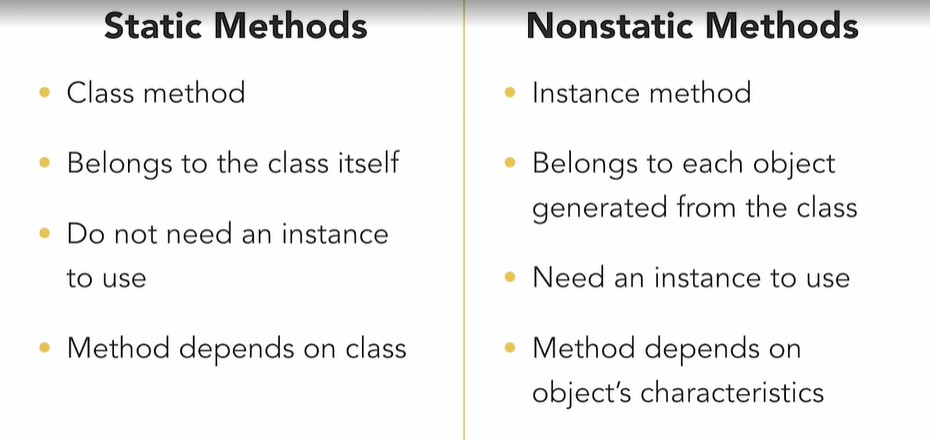 Static Methods
• Class method
• Belongs to the class itself
• Do not need an instance
to use
• Method depends on class
Nonstatic Methods
• Instance method
• Belongs to each object
generated from the class
• Need an instance to use
• Method depends on
object's characteristics